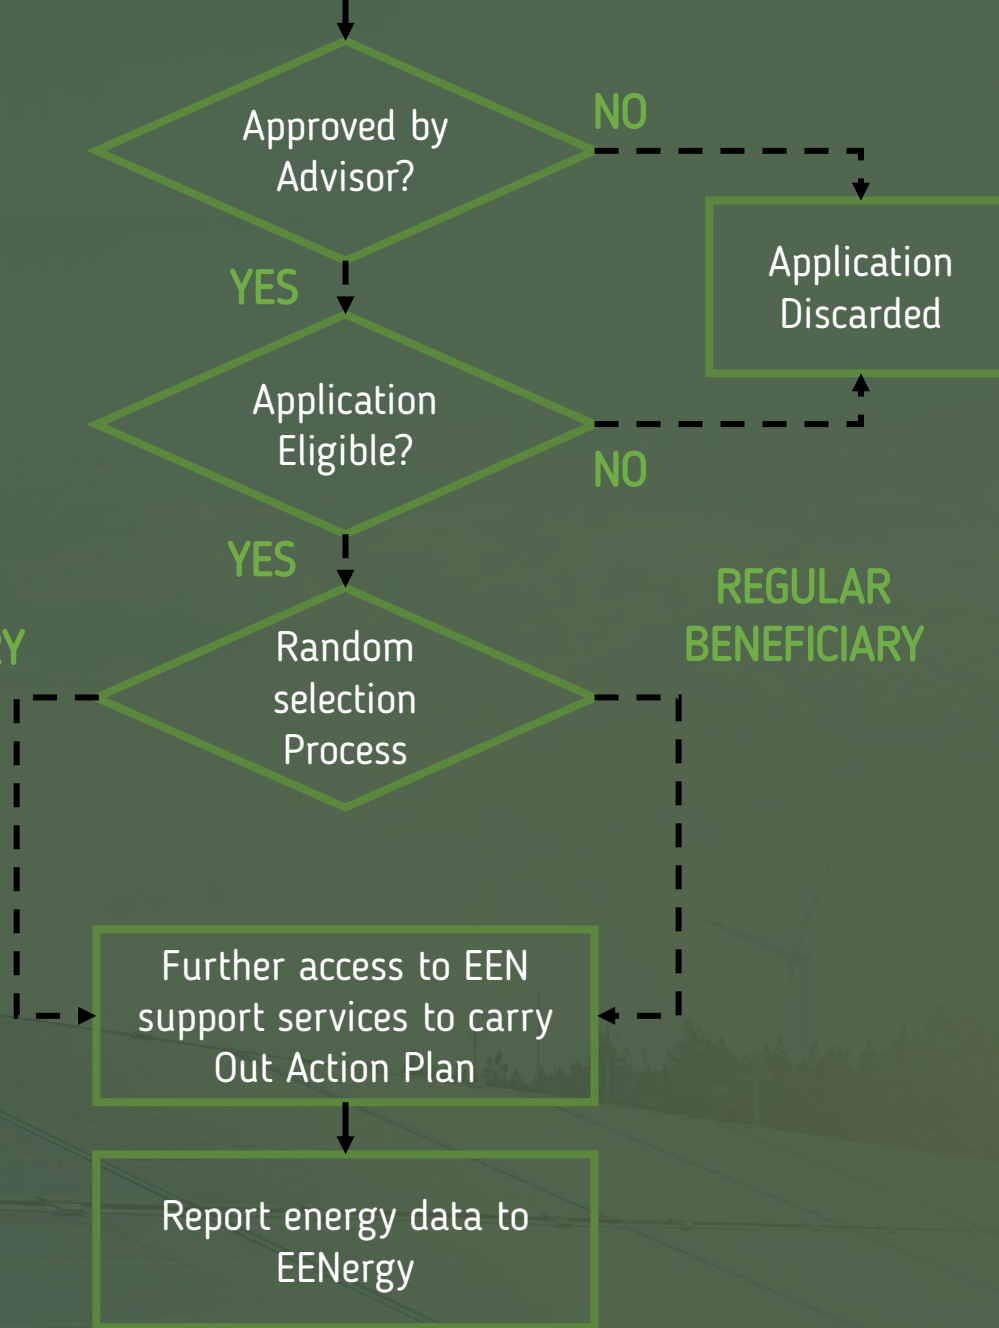 Approved by
Advisor?
NO
Application
Discarded
YES
Application
Eligible?
NO
YES
REGULAR
BENEFICIARY
Random
selection
Process
Further access to EEN
support services to carry
Out Action Plan
Report energy data to
EENergy